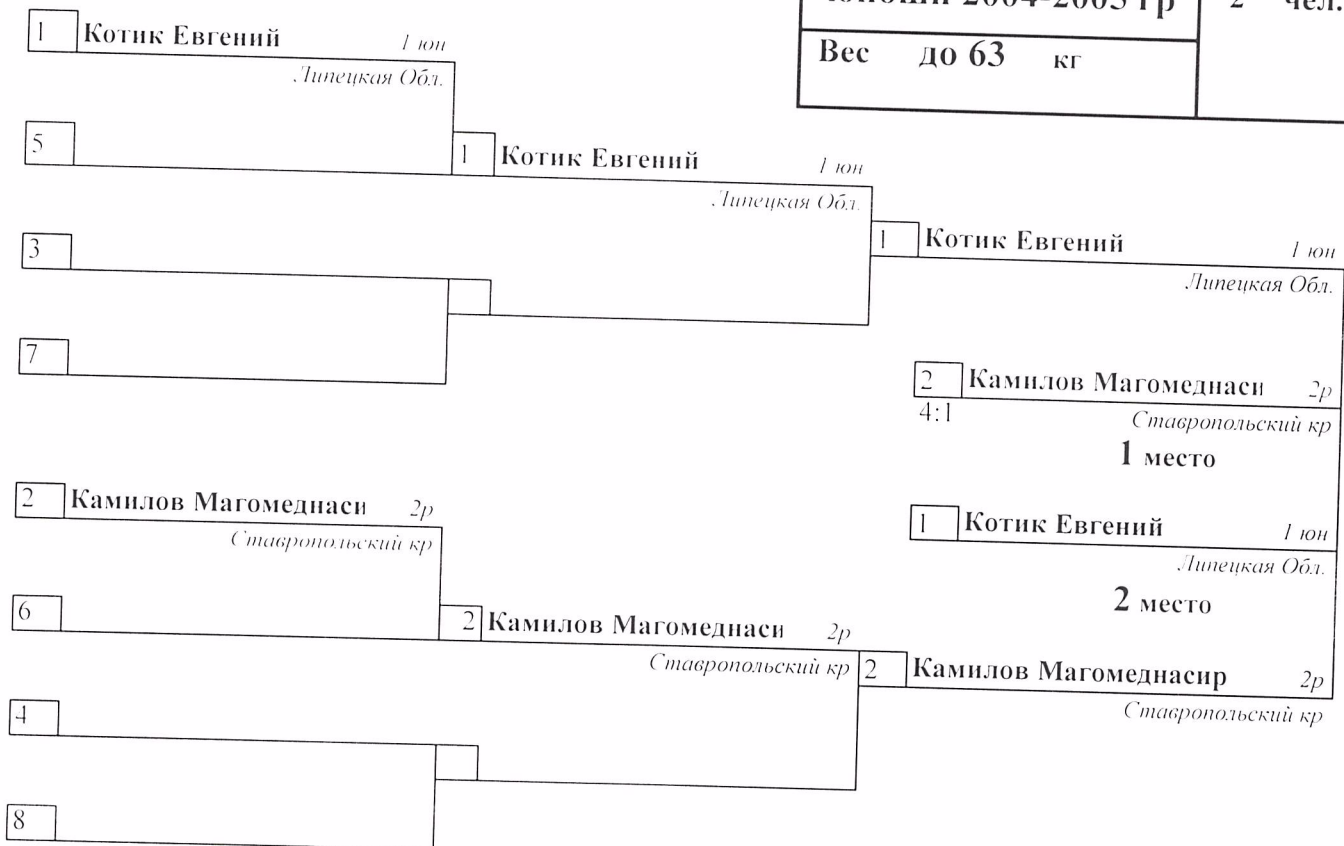 юноши 2004-2005 гр
2 чел.
Вес до 63 кг
1 Котик Евгений 1 юн
Липецкая Обл.
5
1 Котик Евгений 1 юн
Липецкая Обл.
3
1 Котик Евгений 1 юн
Липецкая Обл.
7
2 Камилов Магомеднаси 2р
4:1 Ставропольский кр
1 место
2 Камилов Магомеднаси 2р
Ставропольский кр
1 Котик Евгений 1 юн
Липецкая Обл.
2 место
6
2 Камилов Магомеднаси 2р
Ставропольский кр
2 Камилов Магомеднасир 2р
Ставропольский кр
4
8